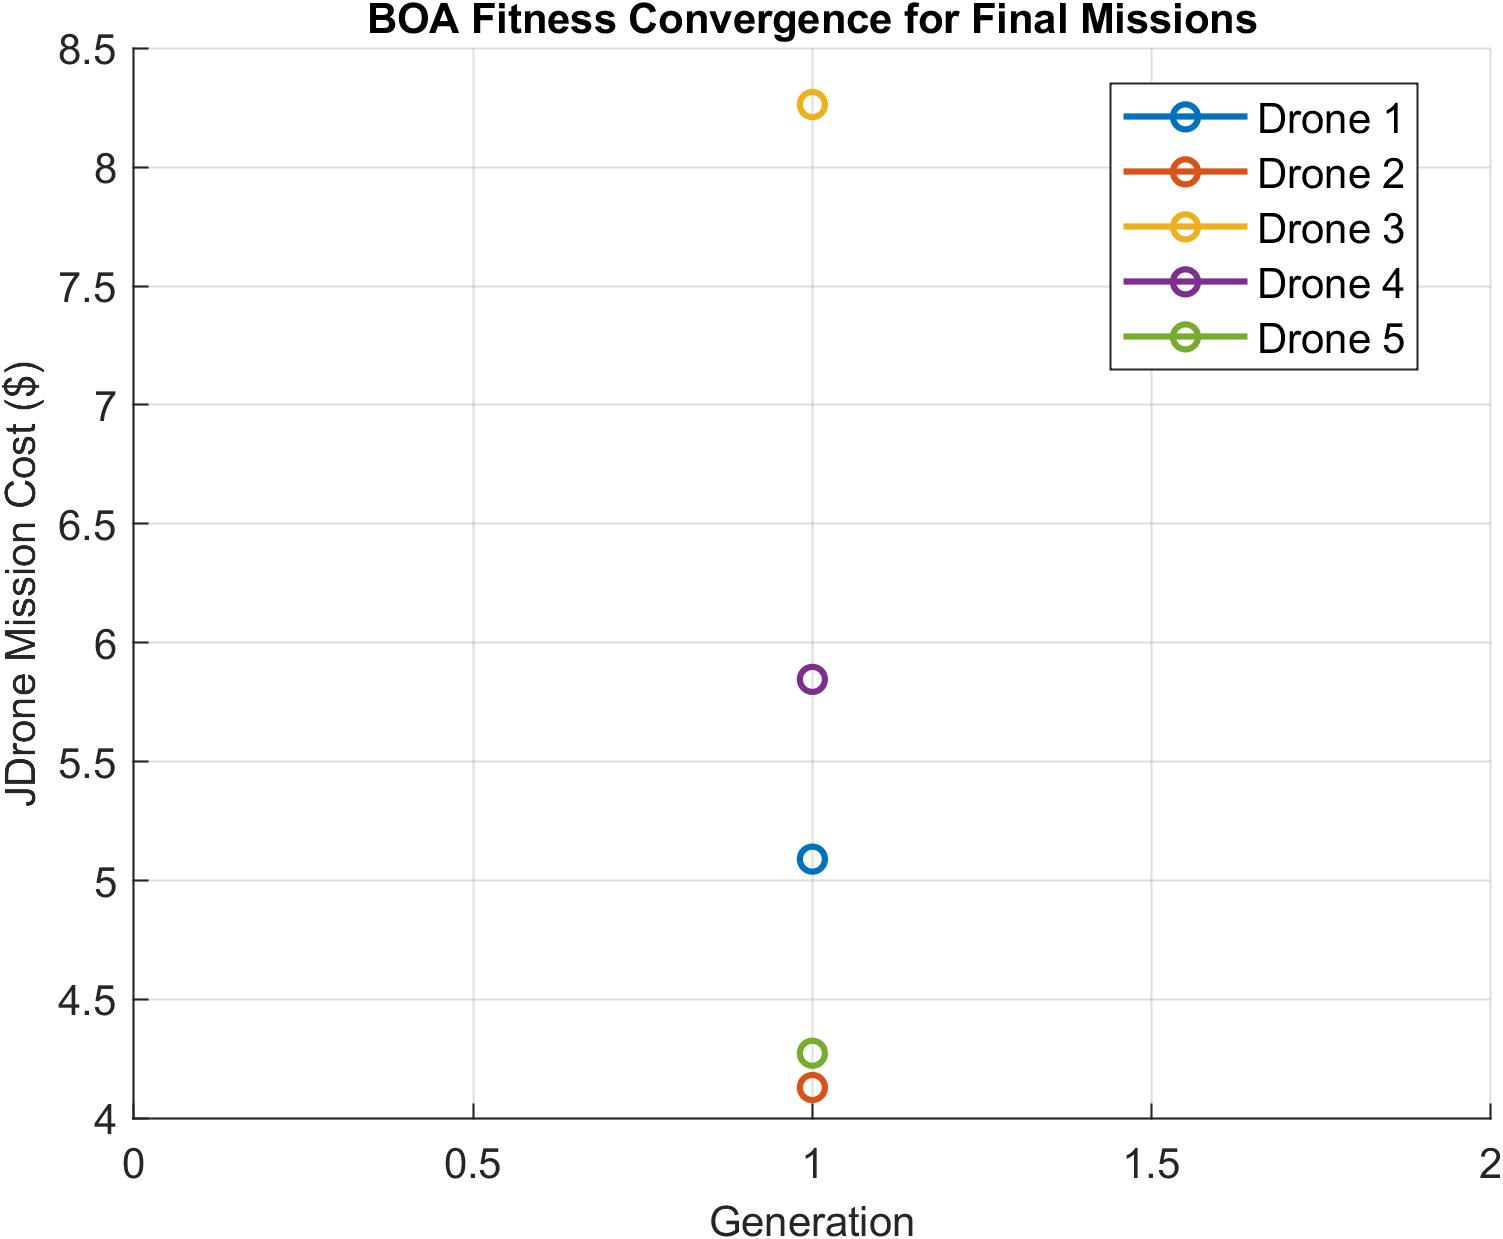 BOA Fitness Convergence for Final Missions
8.5
8
7.5
7
6.5
6
5.5
5
4.5
4
JDrone Mission Cost ($)
Drone 1
Drone 2
Drone 3
Drone 4
Drone 5
0
0.5
1
1.5
2
Generation